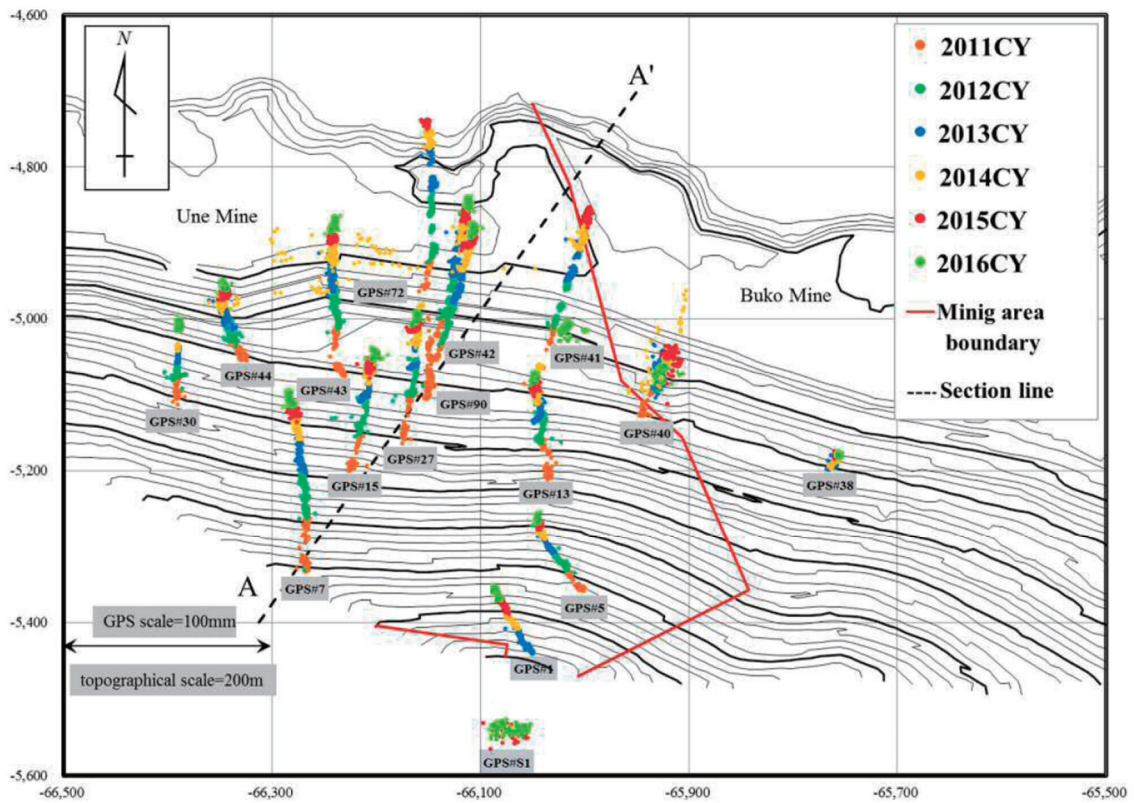 -4,600
N
A'
2011CY
2012CY
2013CY
2014CY
2015CY
2016CY
Minig area
boundary
Section line
-4,800
Une Mine
Buko Mine
GPS#72
-5,000
GPS#42
GPS#41
GPS#44
GPS#43
GPS#90
GPS#40
GPS#30
GPS#27
-5,200
GPS#15
GPS#13
GPS#38
A
GPS#7
GPS#5
GPS scale=100mm
-5,400
topographical scale=200m
GPS#1
GPS#S1
-5,600
-66,500
-66,300
-66,100
-65,900
-65,700
-65,500